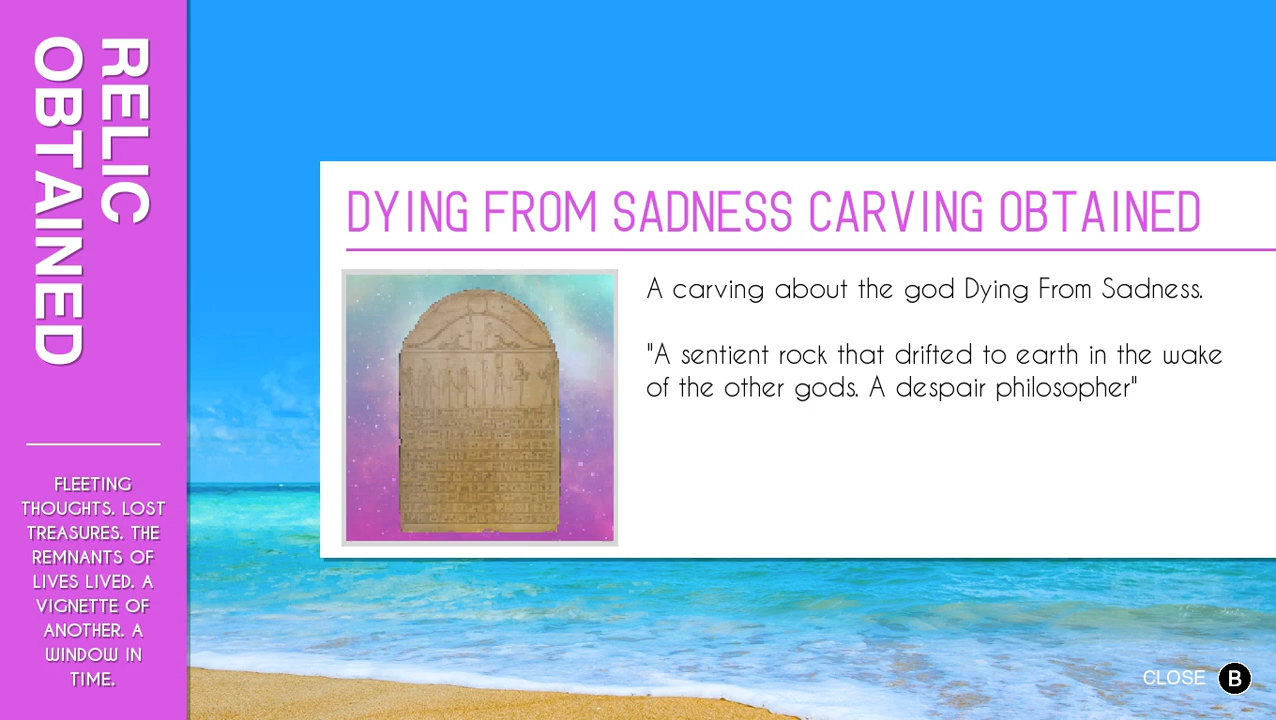 RELIC
OBTAINED
FLEETING
THOUGHTS. LOST
TREASURES. THE
REMNANTS OF
LIVES LIVED. A
VIGNETTE OF
ANOTHER. A
WINDOW IN
TIME.
DYING FROM SADNESS CARVING OBTAINED
A carving about the god Dying From Sadness.
"A sentient rock that drifted to earth in the wake
of the other gods. A despair philosopher"
CLOSE B